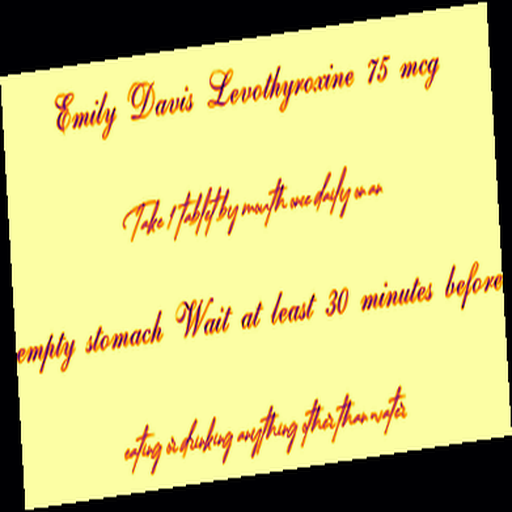 Emily Davis Levothyroxine 75 mcg
Take 1 tablet by mouth once daily on an
empty stomach Wait at least 30 minutes before
eating or drinking anything other than water